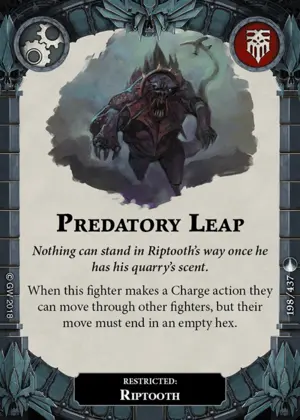 PREDATORY LEAP
Nothing can stand in Riptooth's way once he
has his quarry's scent.
When this fighter makes a Charge action they
can move through other fighters, but their
move must end in an empty hex.
RESTRICTED:
RIPTOOTH
© GW 2018
198/437